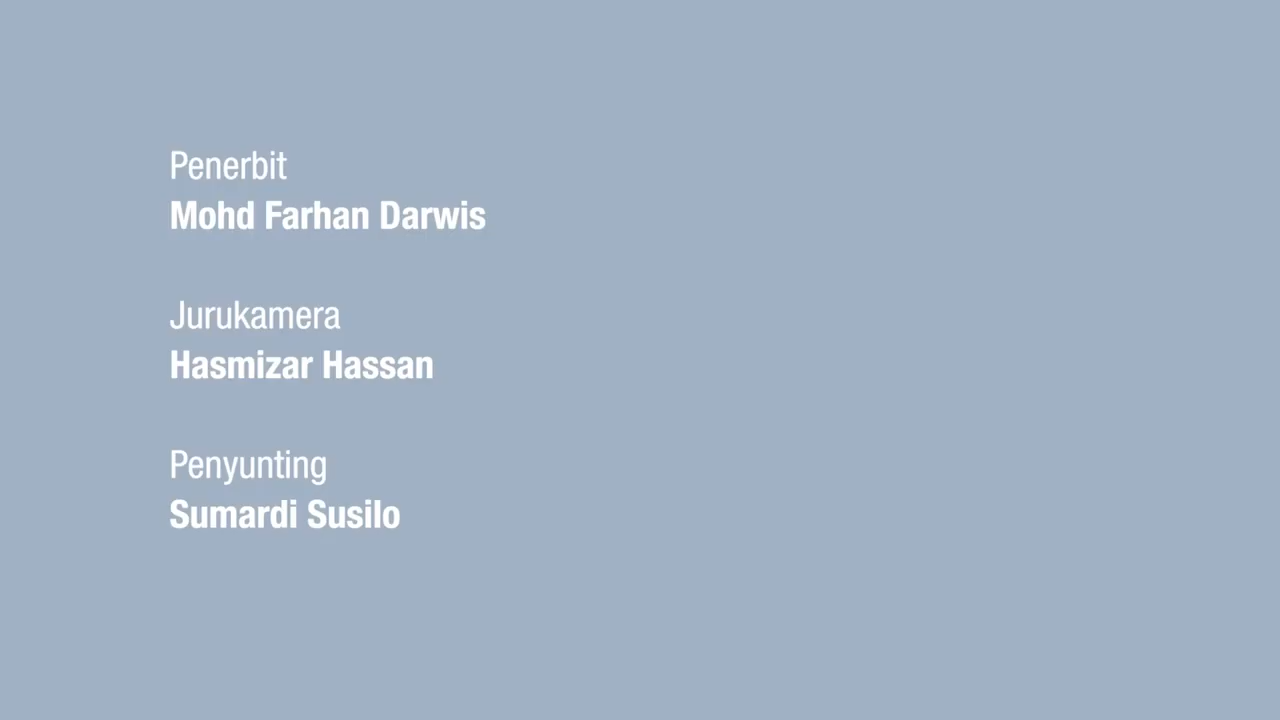 Penerbit
Mohd Farhan Darwis
Jurukamera
Hasmizar Hassan
Penyunting
Sumardi Susilo